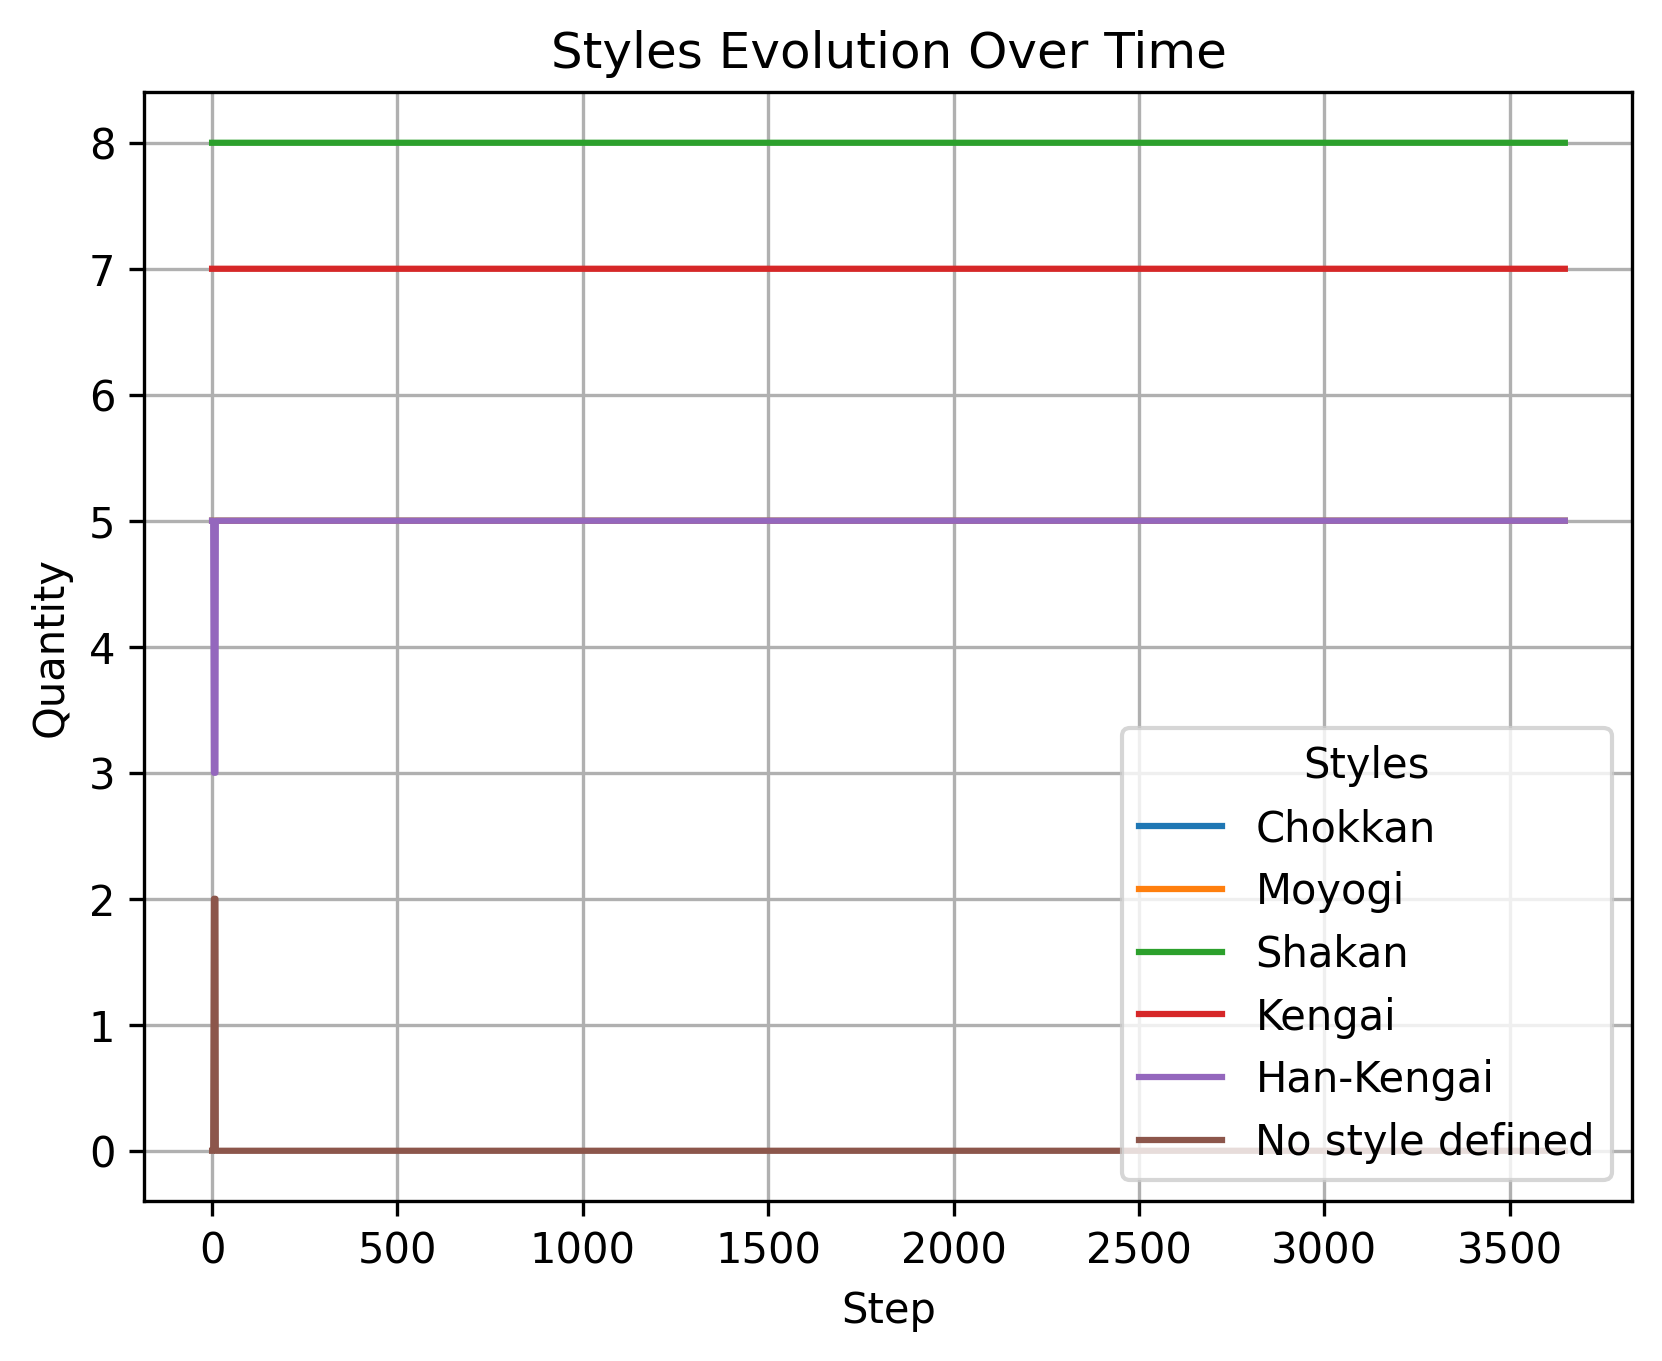 Styles Evolution Over Time
Quantity
8
7
6
5
4
3
2
1
0
Styles
Chokkan
Moyogi
Shakan
Kengai
Han-Kengai
No style defined
0 500 1000 1500 2000 2500 3000 3500
Step